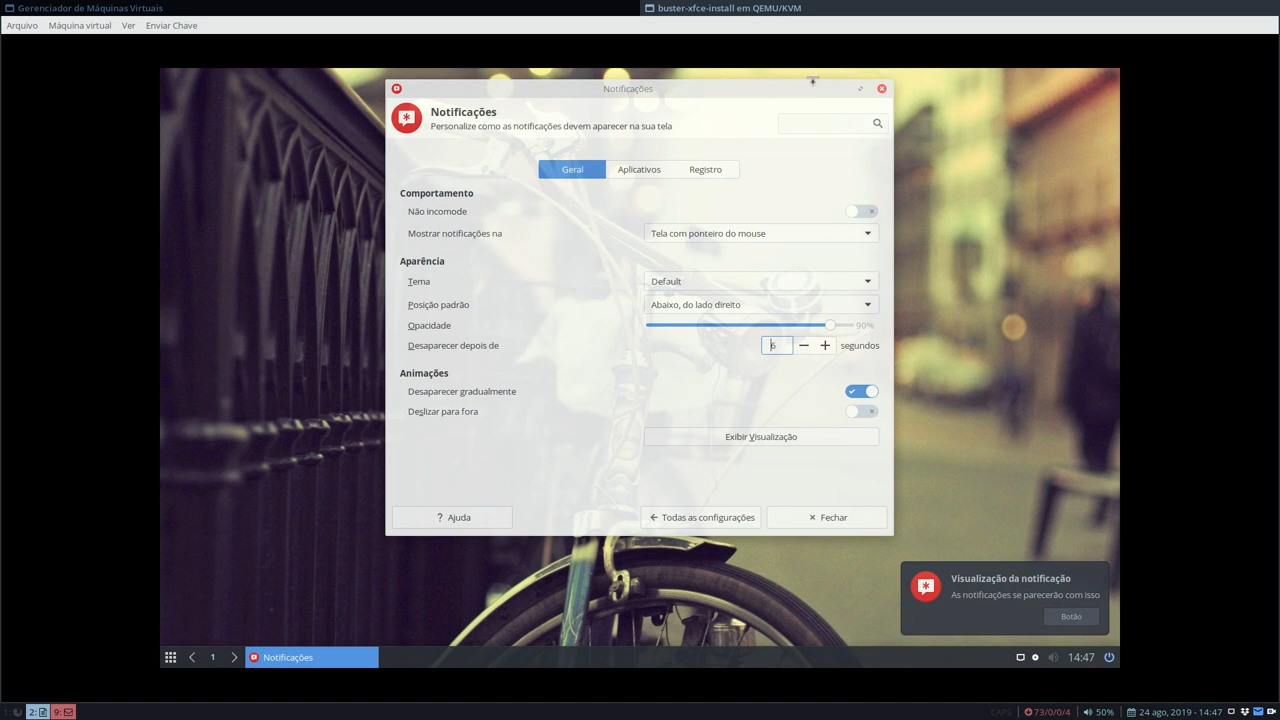 Gerenciador de Máquinas Virtuais
buster-xfce-install em QEMU/KVM
Arquivo Máquina virtual Ver Enviar Chave
Notificações
Notificações
Personalize como as notificações devem aparecer na sua tela
Geral Aplicativos Registro
Comportamento
Não incomode
Mostrar notificações na Tela com ponteiro do mouse
Aparência
Tema Default
Posição padrão Abaixo, do lado direito
Opacidade 90%
Desaparecer depois de 6 segundos
Animações
Desaparecer gradualmente
Deslizar para fora
Exibir Visualização
? Ajuda Todas as configurações Fechar
Visualização da notificação
As notificações se parecerão com isso
Botão
1 Notificações 14:47
1: 2: 9: CAPS 73/0/0/4 50% 24 ago, 2019 - 14:47